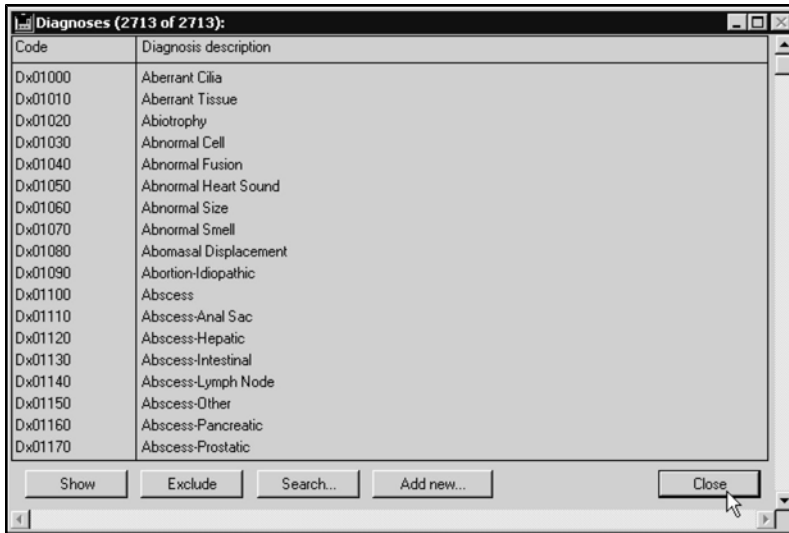 Diagnoses (2713 of 2713):
Code Diagnosis description
Dx01000 Aberrant Cilia
Dx01010 Aberrant Tissue
Dx01020 Abiotrophy
Dx01030 Abnormal Cell
Dx01040 Abnormal Fusion
Dx01050 Abnormal Heart Sound
Dx01060 Abnormal Size
Dx01070 Abnormal Smell
Dx01080 Abomasal Displacement
Dx01090 Abortion-Idiopathic
Dx01100 Abscess
Dx01110 Abscess-Anal Sac
Dx01120 Abscess-Hepatic
Dx01130 Abscess-Intestinal
Dx01140 Abscess-Lymph Node
Dx01150 Abscess-Other
Dx01160 Abscess-Pancreatic
Dx01170 Abscess-Prostatic
Show Exclude Search... Add new... Close